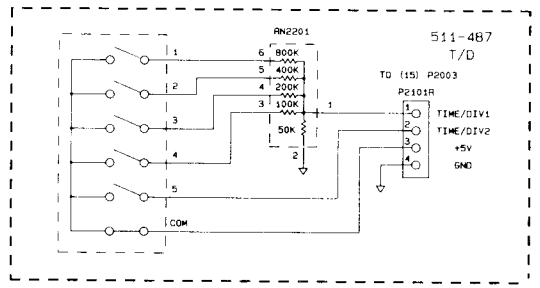 AN2201
511-487
T/D
1
6 800K
2
5 400K
4 200K
3
3 100K
1
50K
4
2
5
COM
TO (15) P2003
P2101R
1 TIME/DIV1
2 TIME/DIV2
3 +5V
4 GND